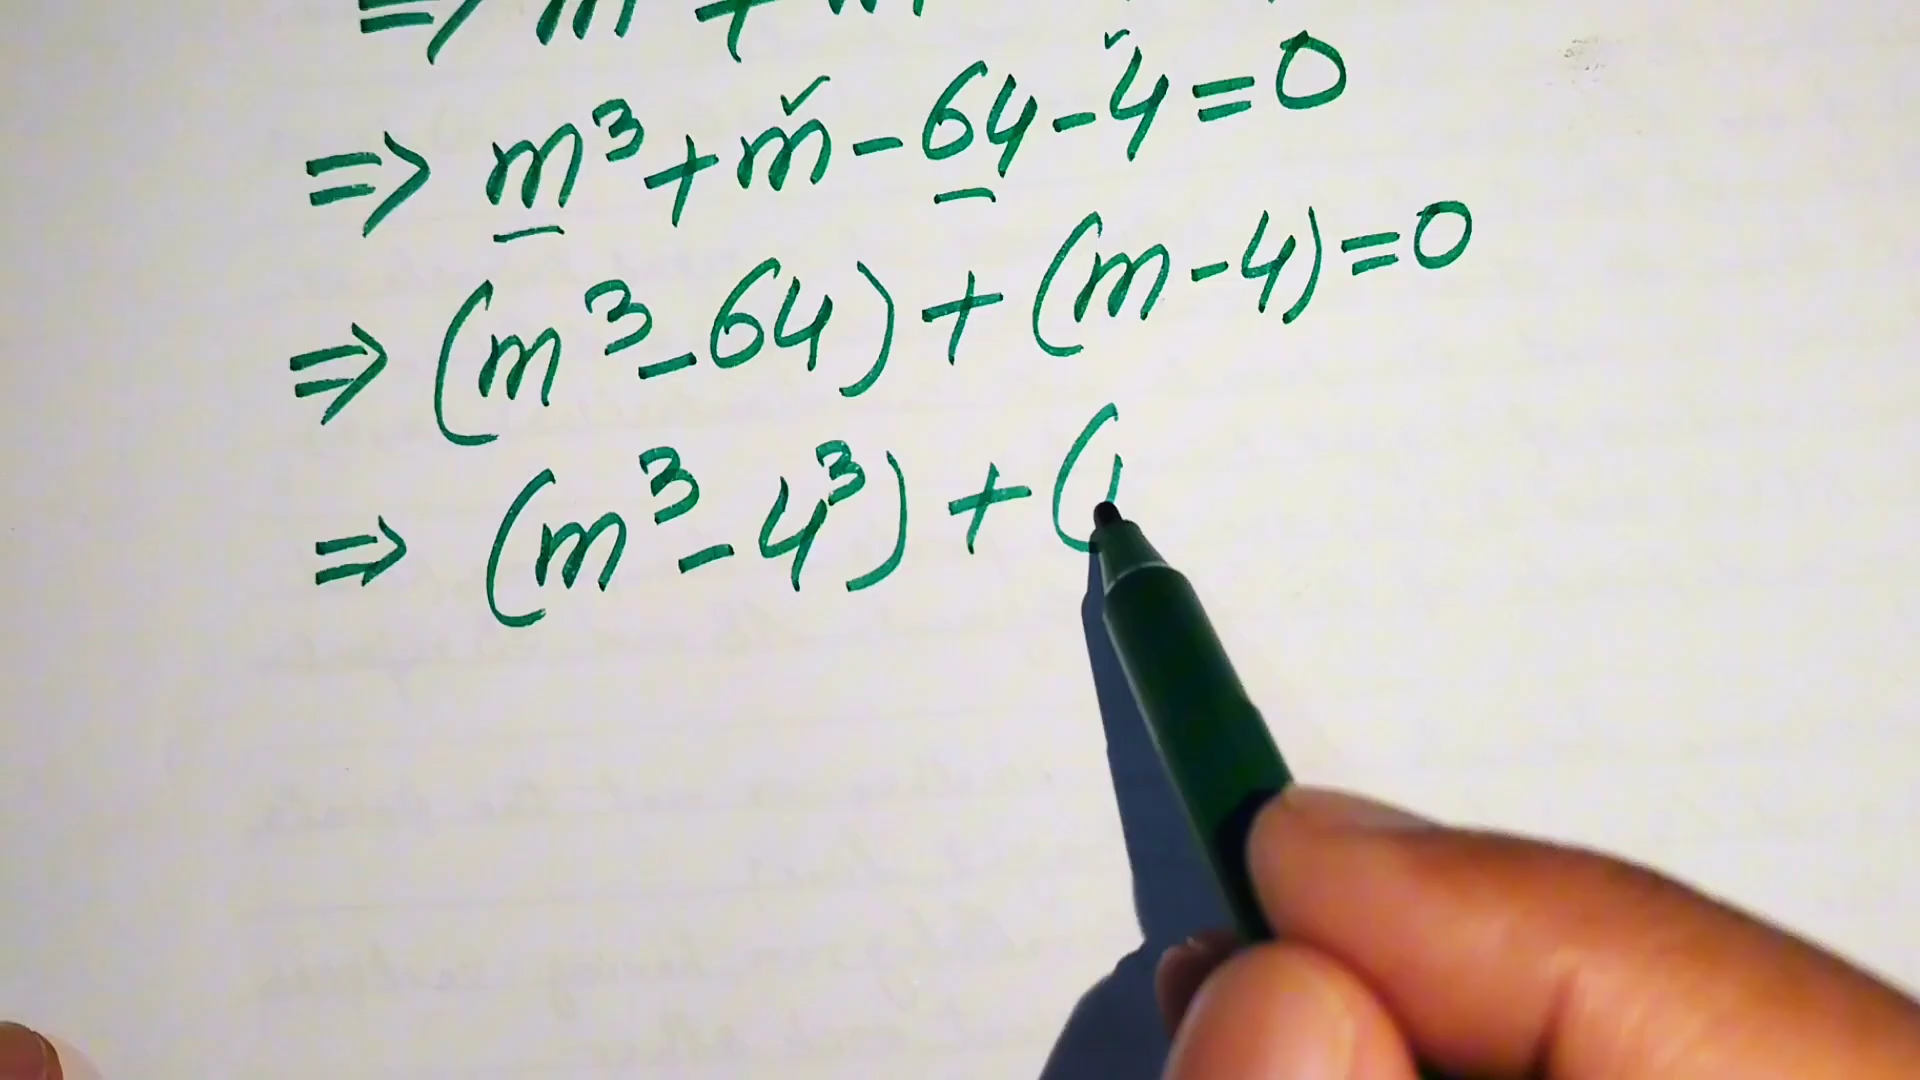 ⇒ m³ + m - 64 - 4 = 0
⇒ (m³ - 64) + (m - 4) = 0
⇒ (m³ - 4³) + (